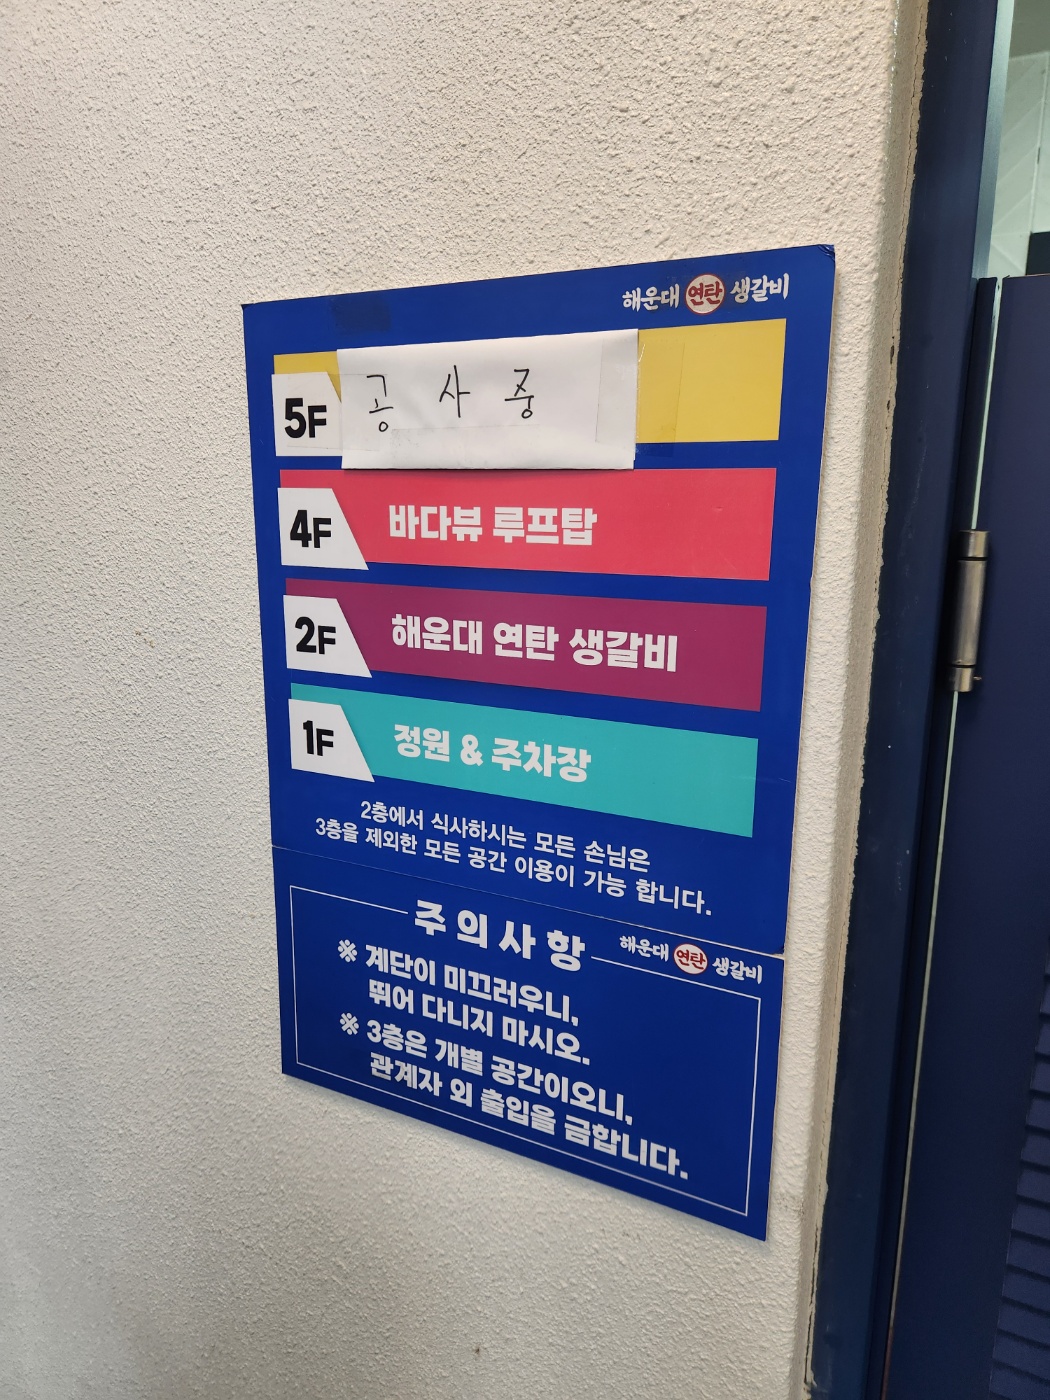 해운대 연탄 생갈비
5F 공사중
4F 바다뷰 루프탑
2F 해운대 연탄 생갈비
1F 정원 & 주차장
2층에서 식사하시는 모든 손님은
3층을 제외한 모든 공간 이용이 가능 합니다.
주의사항
해운대 연탄 생갈비
※ 계단이 미끄러우니,
뛰어 다니지 마시오.
※ 3층은 개별 공간이오니,
관계자 외 출입을 금합니다.